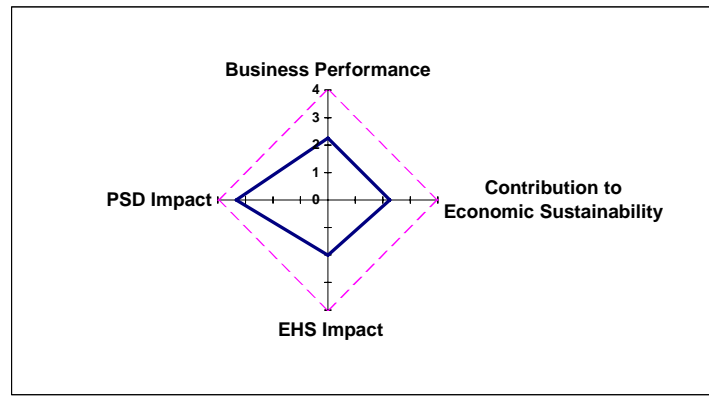 Business Performance
4
3
2
1
0
PSD Impact
Contribution to
Economic Sustainability
EHS Impact